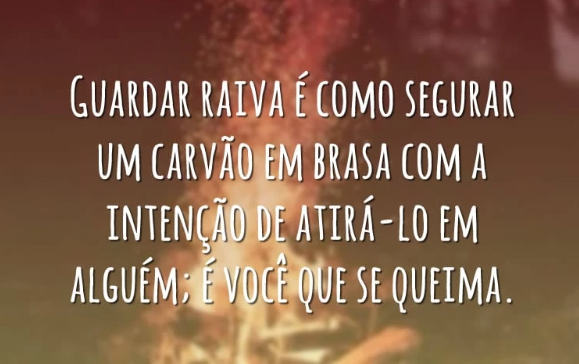 GUARDAR RAIVA É COMO SEGURAR
UM CARVÃO EM BRASA COM A
INTENÇÃO DE ATIRÁ-LO EM
ALGUÉM; É VOCÊ QUE SE QUEIMA.